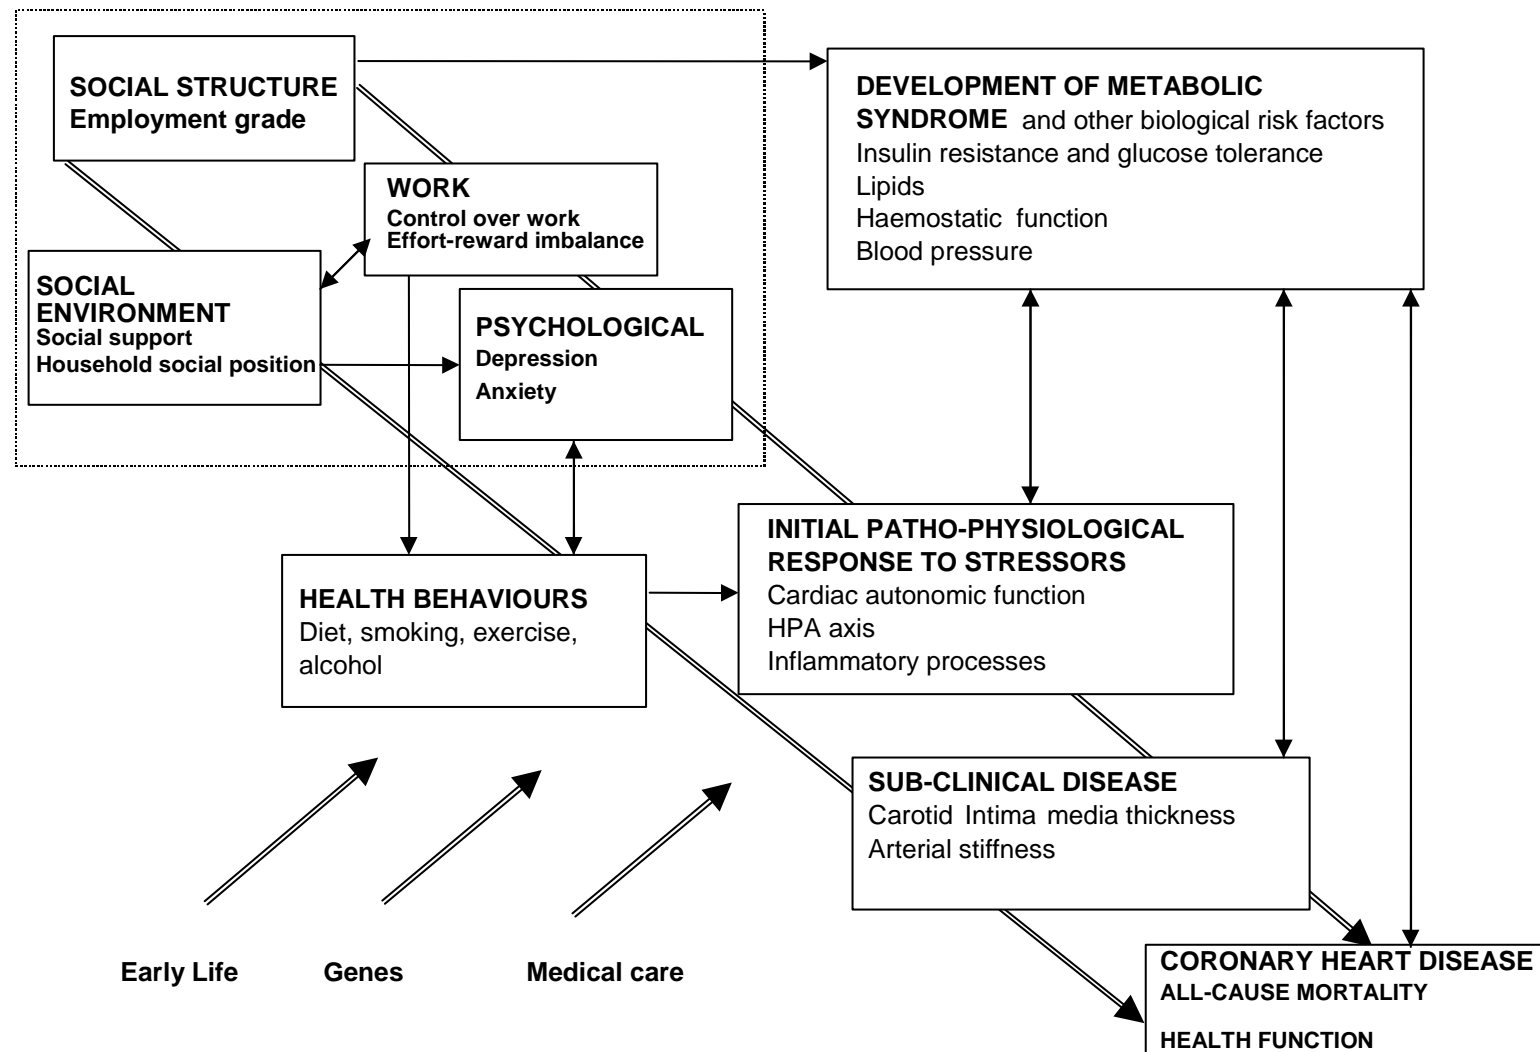 SOCIAL STRUCTURE
Employment grade
WORK
Control over work
Effort-reward imbalance
SOCIAL
ENVIRONMENT
Social support
Household social position
PSYCHOLOGICAL
Depression
Anxiety
DEVELOPMENT OF METABOLIC
SYNDROME and other biological risk factors
Insulin resistance and glucose tolerance
Lipids
Haemostatic function
Blood pressure
HEALTH BEHAVIOURS
Diet, smoking, exercise,
alcohol
INITIAL PATHO-PHYSIOLOGICAL
RESPONSE TO STRESSORS
Cardiac autonomic function
HPA axis
Inflammatory processes
SUB-CLINICAL DISEASE
Carotid Intima media thickness
Arterial stiffness
Early Life
Genes
Medical care
CORONARY HEART DISEASE
ALL-CAUSE MORTALITY
HEALTH FUNCTION